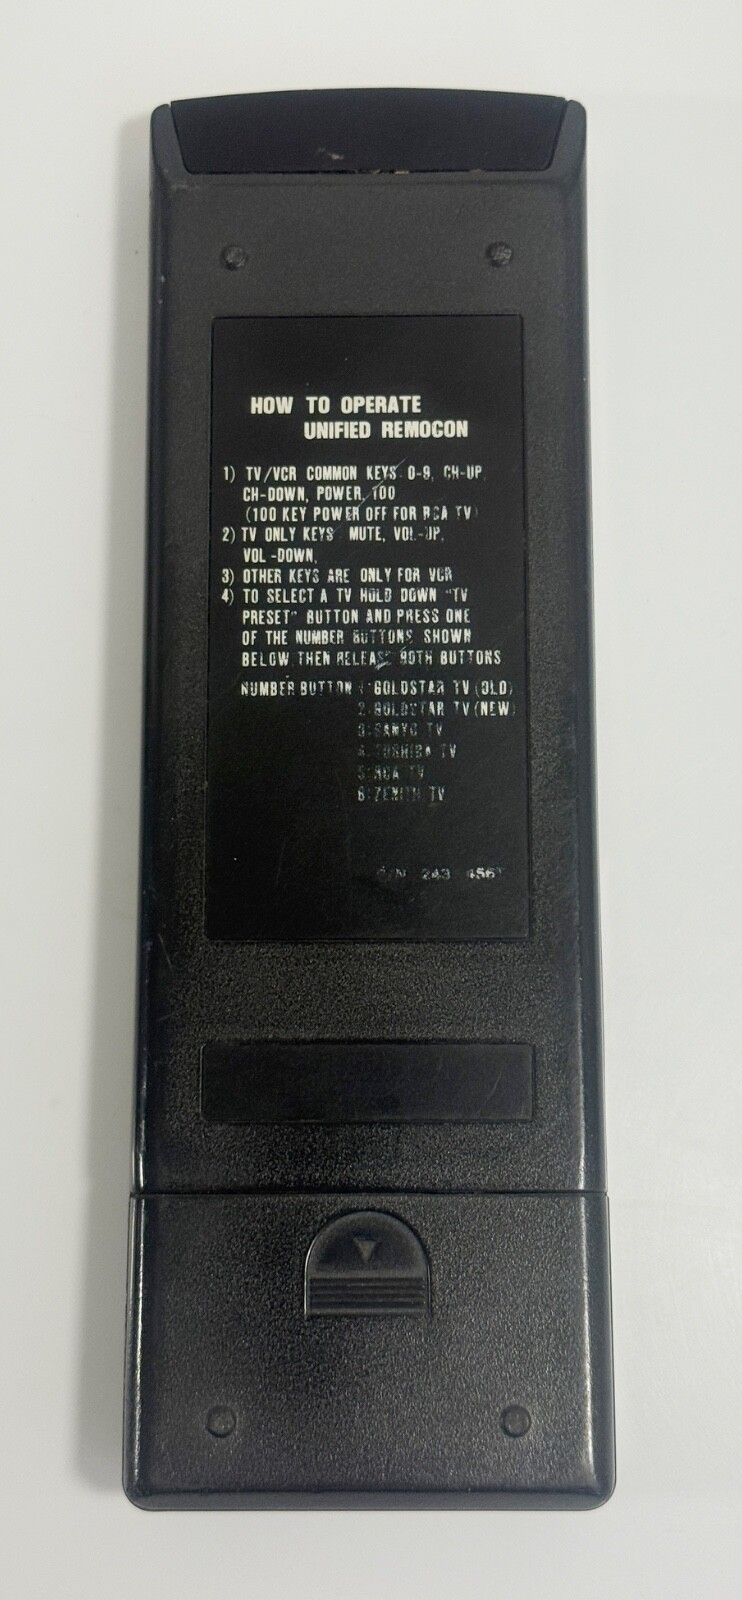 HOW TO OPERATE
UNIFIED REMOCON
1) TV/VCR COMMON KEYS 0-9, CH-UP,
CH-DOWN, POWER, 100
(100 KEY POWER OFF FOR RCA TV)
2) TV ONLY KEYS MUTE, VOL-UP,
VOL-DOWN,
3) OTHER KEYS ARE ONLY FOR VCR
4) TO SELECT A TV HOLD DOWN "TV
PRESET" BUTTON AND PRESS ONE
OF THE NUMBER BUTTONS SHOWN
BELOW THEN RELEASE BOTH BUTTONS
NUMBER BUTTON 1:GOLDSTAR TV (OLD)
2:GOLDSTAR TV (NEW)
3:SANYO TV
4:TOSHIBA TV
5:RCA TV
6:ZENITH TV
243